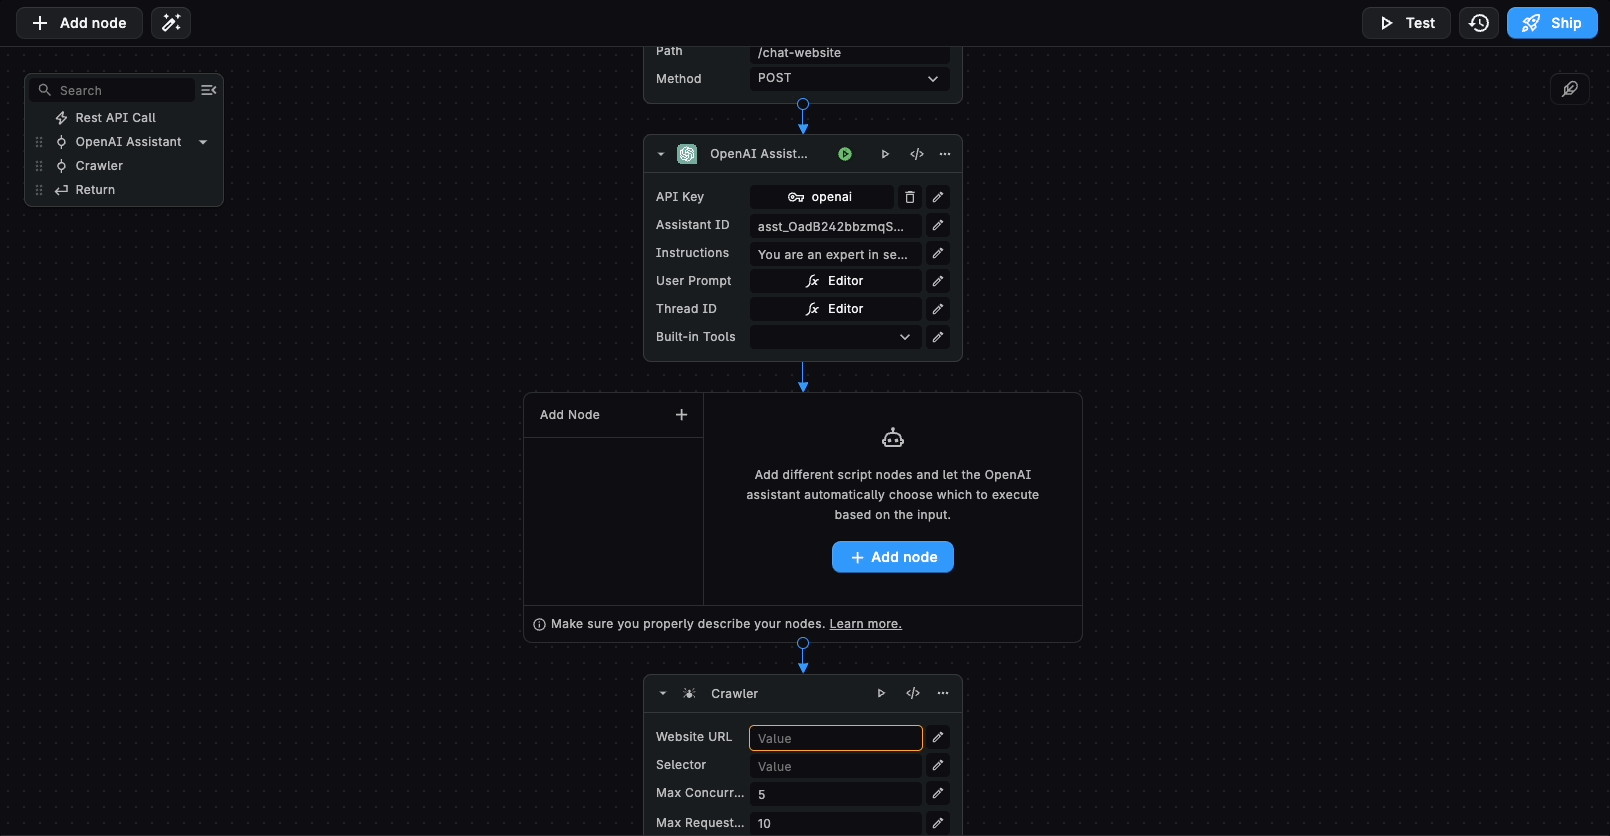 Add node
Test
Ship
Search
Rest API Call
OpenAI Assistant
Crawler
Return
Path
/chat-website
Method
POST
OpenAI Assist...
API Key
openai
Assistant ID
asst_OadB242bbzmqS...
Instructions
You are an expert in se...
User Prompt
Editor
Thread ID
Editor
Built-in Tools
Add Node
Add different script nodes and let the OpenAI
assistant automatically choose which to execute
based on the input.
Add node
Make sure you properly describe your nodes. Learn more.
Crawler
Website URL
Value
Selector
Value
Max Concurr...
5
Max Request...
10